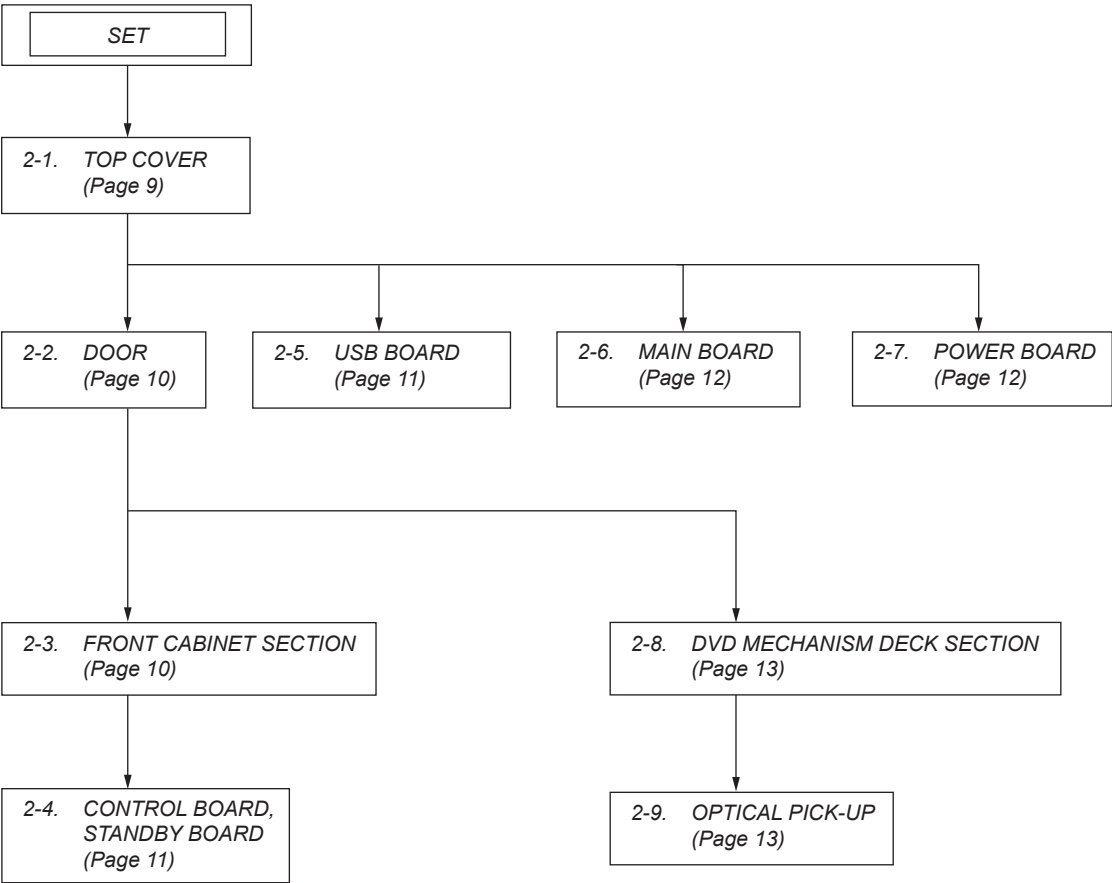 SET
2-1. TOP COVER
(Page 9)
2-2. DOOR
(Page 10)
2-5. USB BOARD
(Page 11)
2-6. MAIN BOARD
(Page 12)
2-7. POWER BOARD
(Page 12)
2-3. FRONT CABINET SECTION
(Page 10)
2-8. DVD MECHANISM DECK SECTION
(Page 13)
2-4. CONTROL BOARD,
STANDBY BOARD
(Page 11)
2-9. OPTICAL PICK-UP
(Page 13)